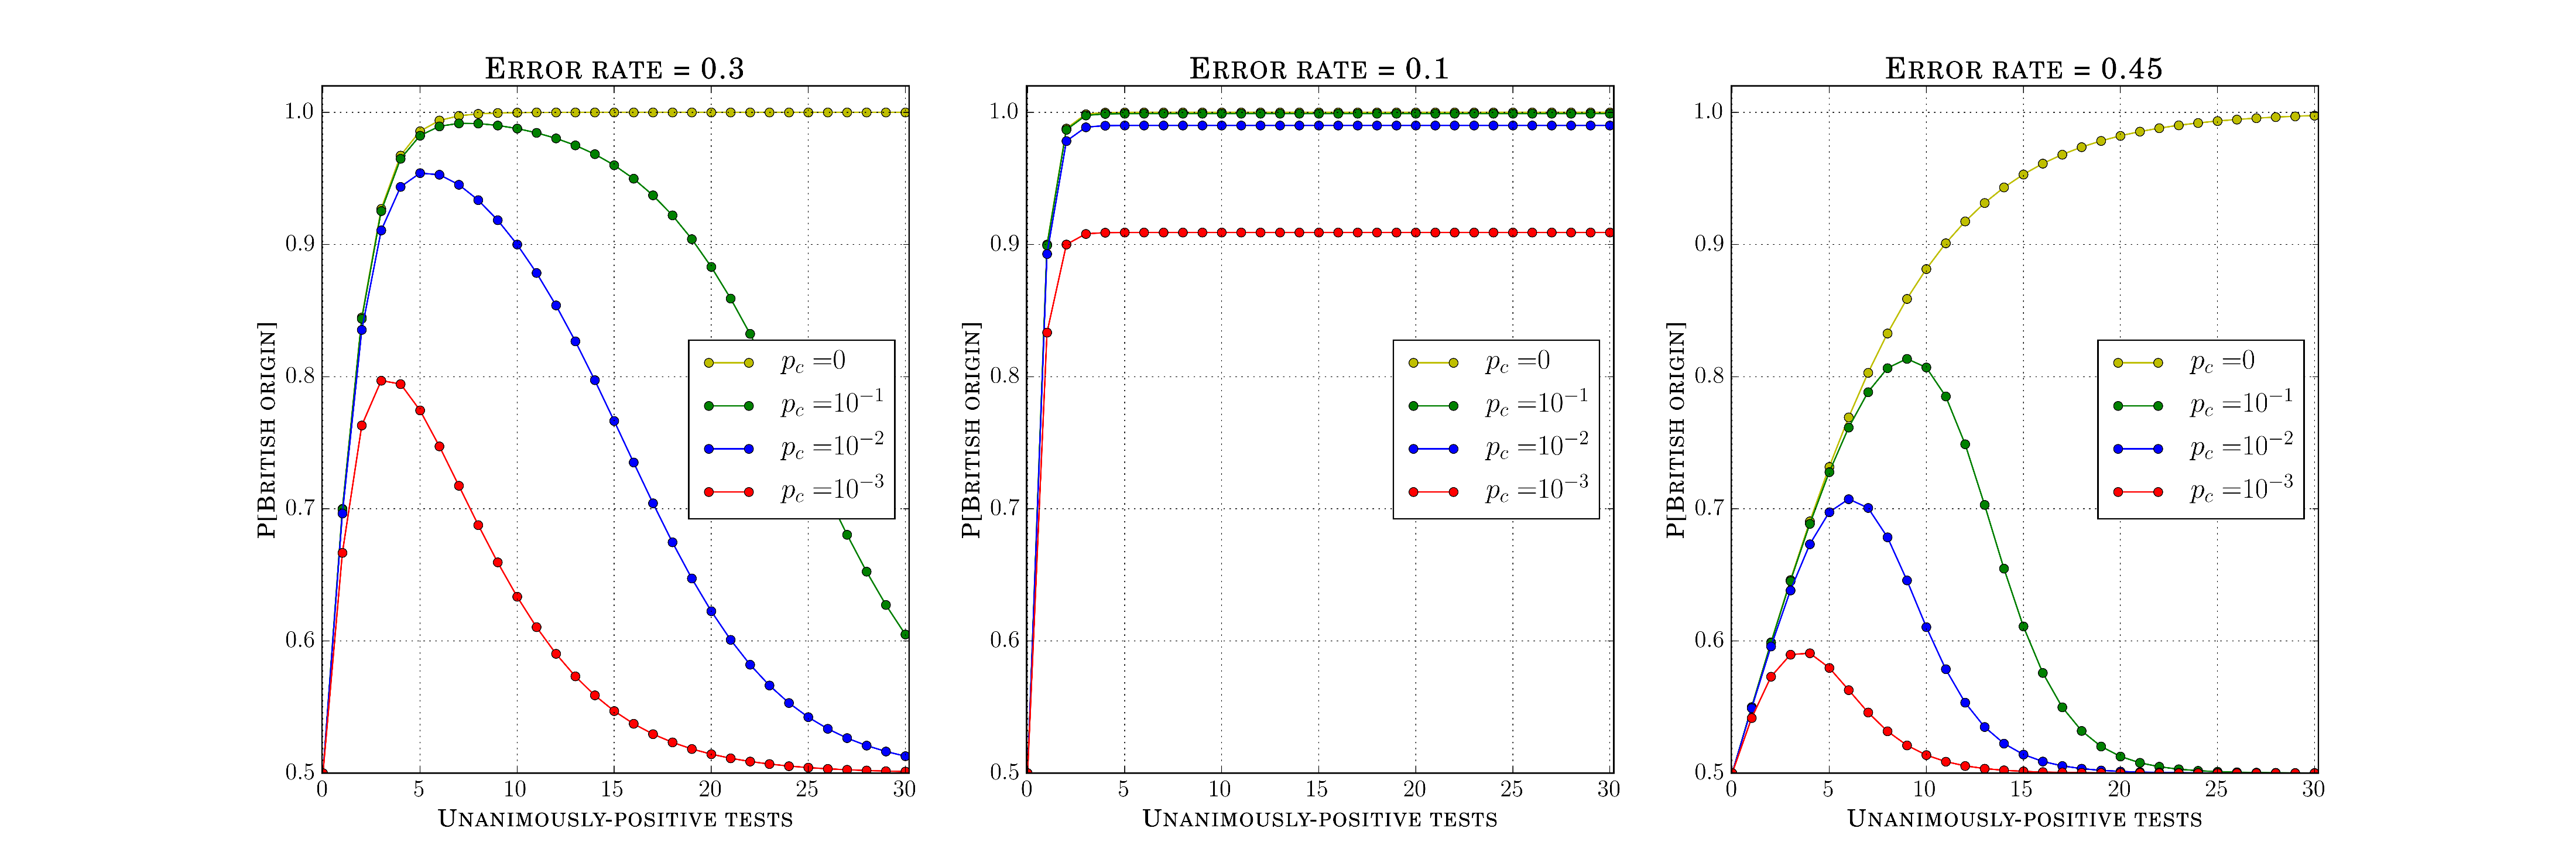 ERROR RATE = 0.3
1.0
0.9
0.8
0.7
0.6
0.5
P[BRITISH ORIGIN]
p_c =0
p_c =10^{-1}
p_c =10^{-2}
p_c =10^{-3}
0 5 10 15 20 25 30
UNANIMOUSLY-POSITIVE TESTS
ERROR RATE = 0.1
1.0
0.9
0.8
0.7
0.6
0.5
P[BRITISH ORIGIN]
p_c =0
p_c =10^{-1}
p_c =10^{-2}
p_c =10^{-3}
0 5 10 15 20 25 30
UNANIMOUSLY-POSITIVE TESTS
ERROR RATE = 0.45
1.0
0.9
0.8
0.7
0.6
0.5
P[BRITISH ORIGIN]
p_c =0
p_c =10^{-1}
p_c =10^{-2}
p_c =10^{-3}
0 5 10 15 20 25 30
UNANIMOUSLY-POSITIVE TESTS